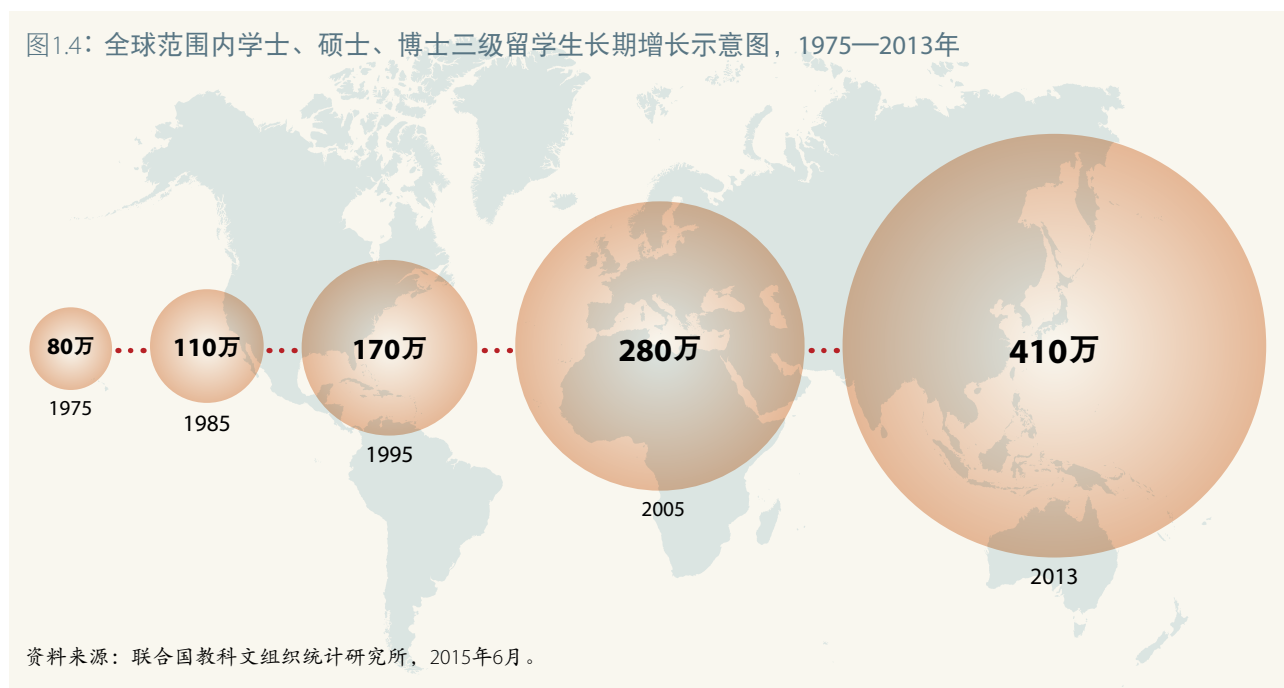 图1.4：全球范围内学士、硕士、博士三级留学生长期增长示意图，1975—2013年
80万
1975
110万
1985
170万
1995
280万
2005
410万
2013
资料来源：联合国教科文组织统计研究所，2015年6月。